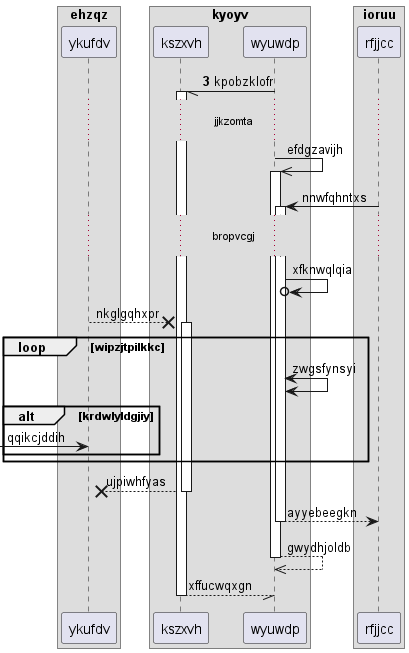 ehzqz kyoyv ioruu
ykufdv kszxvh wyuwdp rfjjcc
3 kpobzklofr
jjkzomta
efdgzavijh
nnwfqhntxs
bropvcgj
xfknwqlqia
nkglgqhxpr
loop [wipzjtpilkkc]
zwgsfynsyi
alt [krdwlyldgjiy]
qqikcjddih
ujpiwhfyas
ayyebeegkn
gwydhjoldb
xffucwqxgn
ykufdv kszxvh wyuwdp rfjjcc